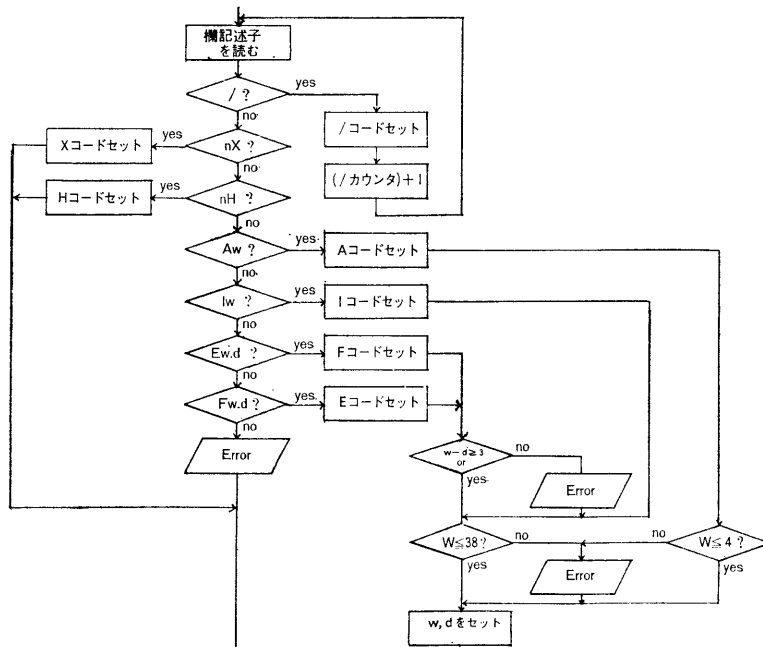 欄記述子
を読む
/ ?
yes
no
/コードセット
(/カウンタ)+1
nX ?
yes
no
Xコードセット
nH ?
yes
no
Hコードセット
Aw ?
yes
no
Aコードセット
Iw ?
yes
no
Iコードセット
Ew.d ?
yes
no
Fコードセット
Fw.d ?
yes
no
Eコードセット
Error
w-d≧3
or
no
yes
Error
W≦38?
no
yes
W≦4 ?
no
yes
Error
w, dをセット